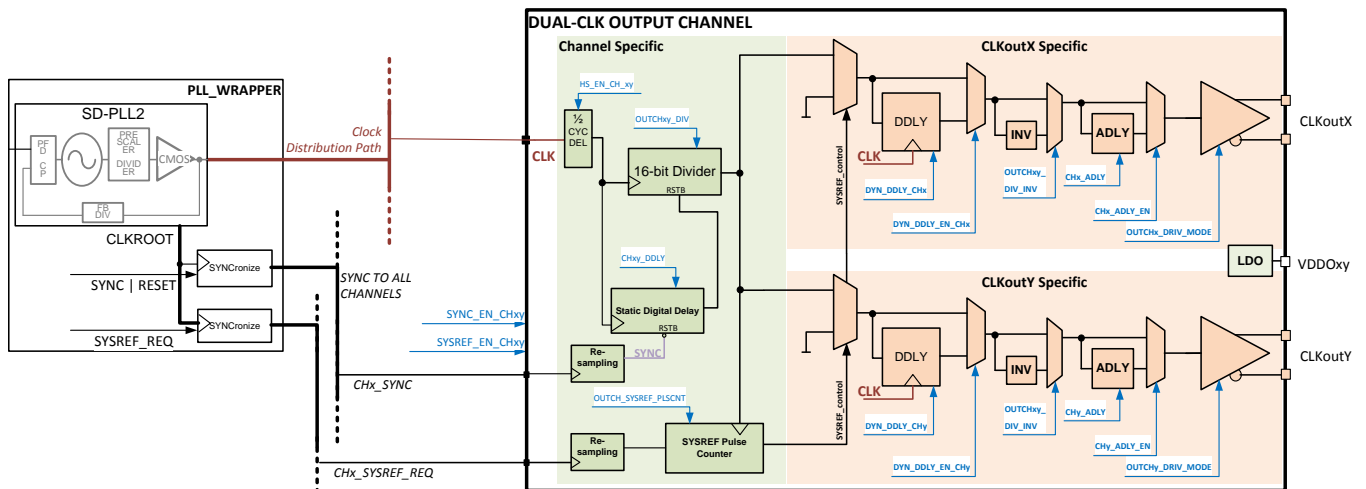 DUAL-CLK OUTPUT CHANNEL
PLL_WRAPPER
SD-PLL2
PF
D
C
P
PRE
SCAL
ER
DIVID
ER
CMOS
FB
DIV
CLKROOT
SYNCronize
SYNC | RESET
SYNCronize
SYSREF_REQ
Clock
Distribution Path
SYNC TO ALL
CHANNELS
SYNC_EN_CHxy
SYSREF_EN_CHxy
CHx_SYNC
CHx_SYSREF_REQ
Channel Specific
HS_EN_CH_xy
½
CYC
DEL
CLK
OUTCHxy_DIV
16-bit Divider
RSTB
CHxy_DDLY
Static Digital Delay
RSTB
Re-
sampling
SYNC
OUTCH_SYSREF_PLSCNT
Re-
sampling
SYSREF Pulse
Counter
CLKoutX Specific
SYSREF_control
DDLY
CLK
DYN_DDLY_CHx
DYN_DDLY_EN_CHx
INV
OUTCHxy_
DIV_INV
ADLY
CHx_ADLY
CHx_ADLY_EN
OUTCHx_DRIV_MODE
CLKoutX
LDO
VDDOxy
CLKoutY Specific
SYSREF_control
DDLY
CLK
DYN_DDLY_CHy
DYN_DDLY_EN_CHy
INV
OUTCHxy_
DIV_INV
ADLY
CHy_ADLY
CHy_ADLY_EN
OUTCHy_DRIV_MODE
CLKoutY